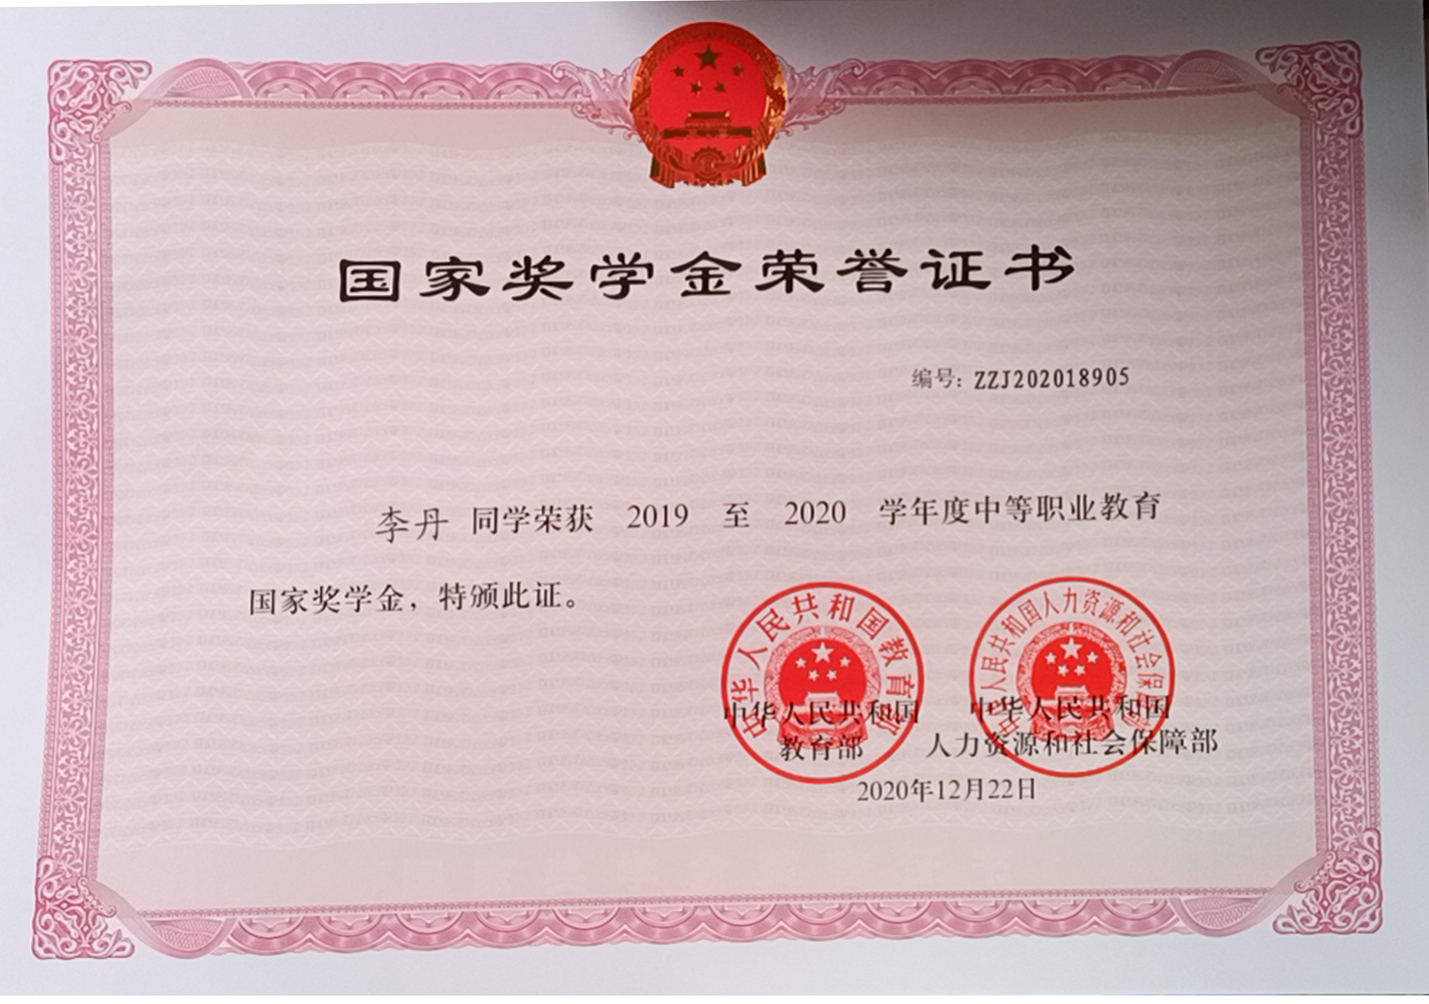 国家奖学金荣誉证书
编号：ZZJ202018905
李丹 同学荣获 2019 至 2020 学年度中等职业教育
国家奖学金，特颁此证。
中华人民共和国教育部
中华人民共和国人力资源和社会保障部
中华人民共和国
教育部
中华人民共和国
人力资源和社会保障部
2020年12月22日